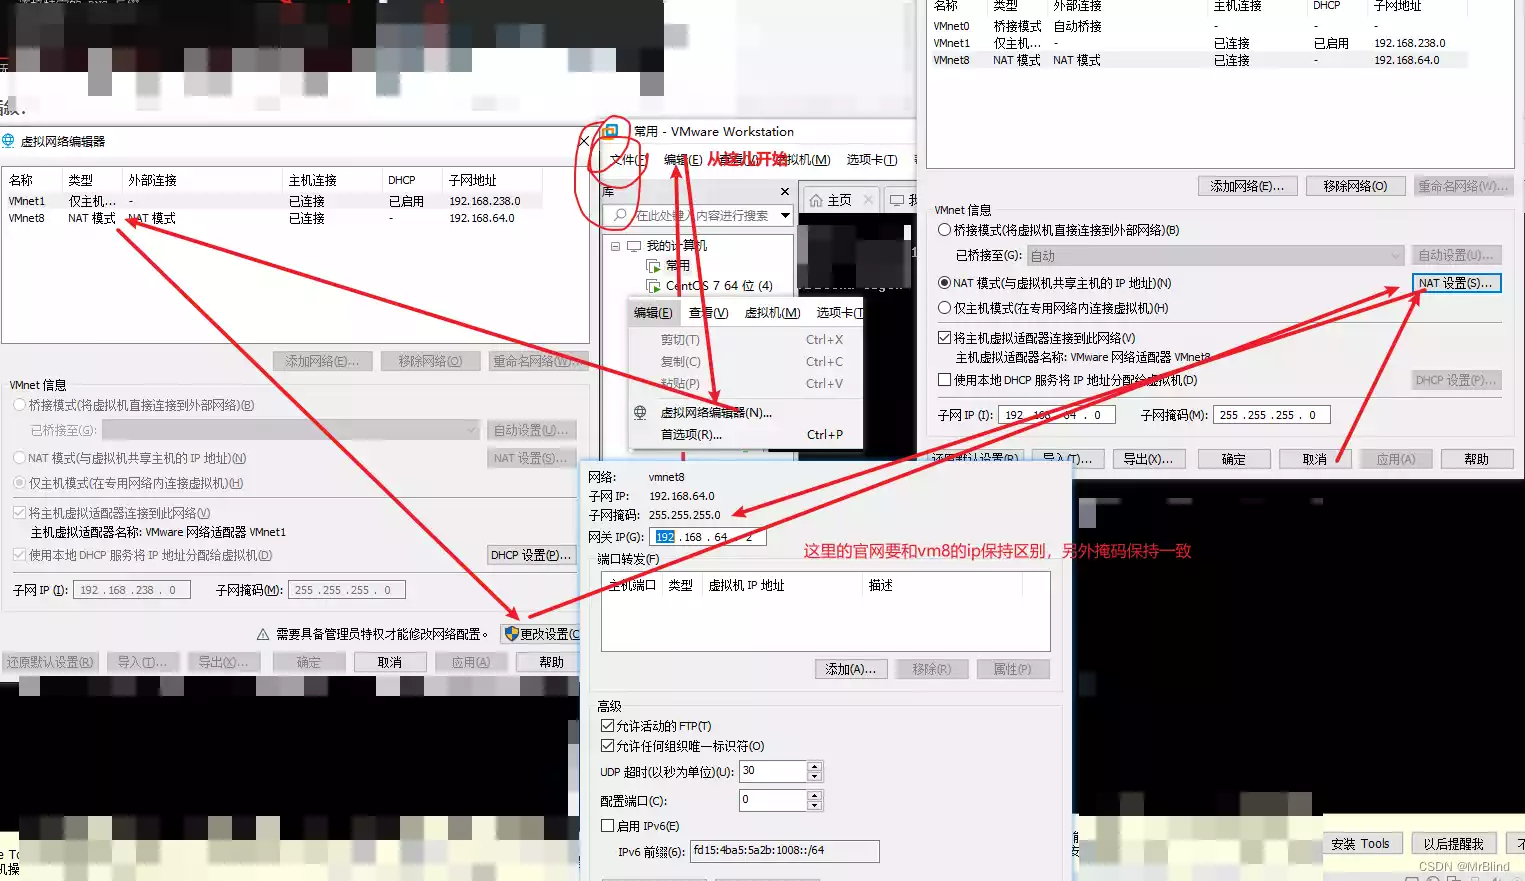 虚拟网络编辑器
名称 类型 外部连接 主机连接 DHCP 子网地址
VMnet1 仅主机... - 已连接 已启用 192.168.238.0
VMnet8 NAT 模式 NAT 模式 已连接 - 192.168.64.0
添加网络(E)... 移除网络(O) 重命名网络(W)...
VMnet 信息
桥接模式(将虚拟机直接连接到外部网络)(B)
已桥接至(G): 自动设置(U)...
NAT 模式(与虚拟机共享主机的 IP 地址)(N) NAT 设置(S)...
仅主机模式(在专用网络内连接虚拟机)(H)
将主机虚拟适配器连接到此网络(V)
主机虚拟适配器名称: VMware 网络适配器 VMnet1
使用本地 DHCP 服务将 IP 地址分配给虚拟机(D) DHCP 设置(P)...
子网 IP (I): 192 . 168 . 238 . 0 子网掩码(M): 255 . 255 . 255 . 0
需要具备管理员特权才能修改网络配置。 更改设置(C
还原默认设置(R) 导入(T)... 导出(X)... 确定 取消 应用(A) 帮助
常用 - VMware Workstation
文件(F) 编辑(E) 查看(V) 虚拟机(M) 选项卡(T)
从这儿开始
库
在此处键入内容进行搜索
主页
我的计算机
常用
CentOS 7 64 位 (4)
编辑(E) 查看(V) 虚拟机(M) 选项卡(T
剪切(T) Ctrl+X
复制(C) Ctrl+C
粘贴(P) Ctrl+V
虚拟网络编辑器(N)...
首选项(R)... Ctrl+P
名称 类型 外部连接 主机连接 DHCP 子网地址
VMnet0 桥接模式 自动桥接 - - -
VMnet1 仅主机... - 已连接 已启用 192.168.238.0
VMnet8 NAT 模式 NAT 模式 已连接 - 192.168.64.0
添加网络(E)... 移除网络(O) 重命名网络(W)...
VMnet 信息
桥接模式(将虚拟机直接连接到外部网络)(B)
已桥接至(G): 自动 自动设置(U)...
NAT 模式(与虚拟机共享主机的 IP 地址)(N) NAT 设置(S)...
仅主机模式(在专用网络内连接虚拟机)(H)
将主机虚拟适配器连接到此网络(V)
主机虚拟适配器名称: VMware 网络适配器 VMnet8
使用本地 DHCP 服务将 IP 地址分配给虚拟机(D) DHCP 设置(P)...
子网 IP (I): 192 . 168 . 64 . 0 子网掩码(M): 255 . 255 . 255 . 0
还原默认设置(R) 导入(T)... 导出(X)... 确定 取消 应用(A) 帮助
网络: vmnet8
子网 IP: 192.168.64.0
子网掩码: 255.255.255.0
网关 IP(G): 192 . 168 . 64 . 2
这里的官网要和vm8的ip保持区别，另外掩码保持一致
端口转发(F)
主机端口 类型 虚拟机 IP 地址 描述
添加(A)... 移除(R) 属性(P)
高级
允许活动的 FTP(T)
允许任何组织唯一标识符(O)
UDP 超时(以秒为单位)(U): 30
配置端口(C): 0
启用 IPv6(E)
IPv6 前缀(6): fd15:4ba5:5a2b:1008::/64
安装 Tools 以后提醒我
CSDN @MrBlind